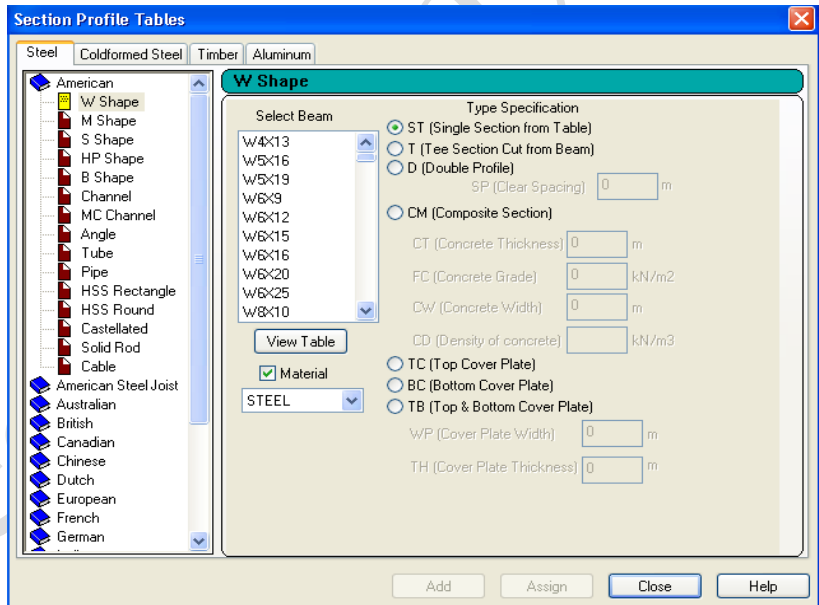 Section Profile Tables
Steel Coldformed Steel Timber Aluminum
American
W Shape
M Shape
S Shape
HP Shape
B Shape
Channel
MC Channel
Angle
Tube
Pipe
HSS Rectangle
HSS Round
Castellated
Solid Rod
Cable
American Steel Joist
Australian
British
Canadian
Chinese
Dutch
European
French
German
W Shape
Select Beam
W4X13
W5X16
W5X19
W6X9
W6X12
W6X15
W6X16
W6X20
W6X25
W8X10
View Table
Material
STEEL
Type Specification
ST (Single Section from Table)
T (Tee Section Cut from Beam)
D (Double Profile)
SP (Clear Spacing) 0 m
CM (Composite Section)
CT (Concrete Thickness) 0 m
FC (Concrete Grade) 0 kN/m2
CW (Concrete Width) 0 m
CD (Density of concrete) kN/m3
TC (Top Cover Plate)
BC (Bottom Cover Plate)
TB (Top & Bottom Cover Plate)
WP (Cover Plate Width) 0 m
TH (Cover Plate Thickness) 0 m
Add Assign Close Help